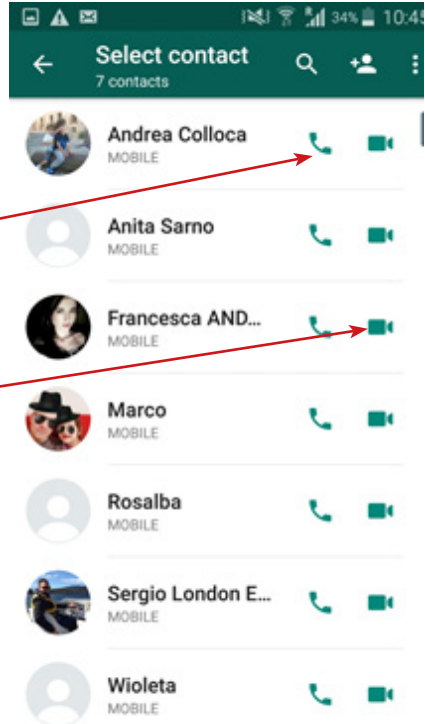 34% 10:45
Select contact
7 contacts
Andrea Colloca
MOBILE
Anita Sarno
MOBILE
Francesca AND...
MOBILE
Marco
MOBILE
Rosalba
MOBILE
Sergio London E...
MOBILE
Wioleta
MOBILE